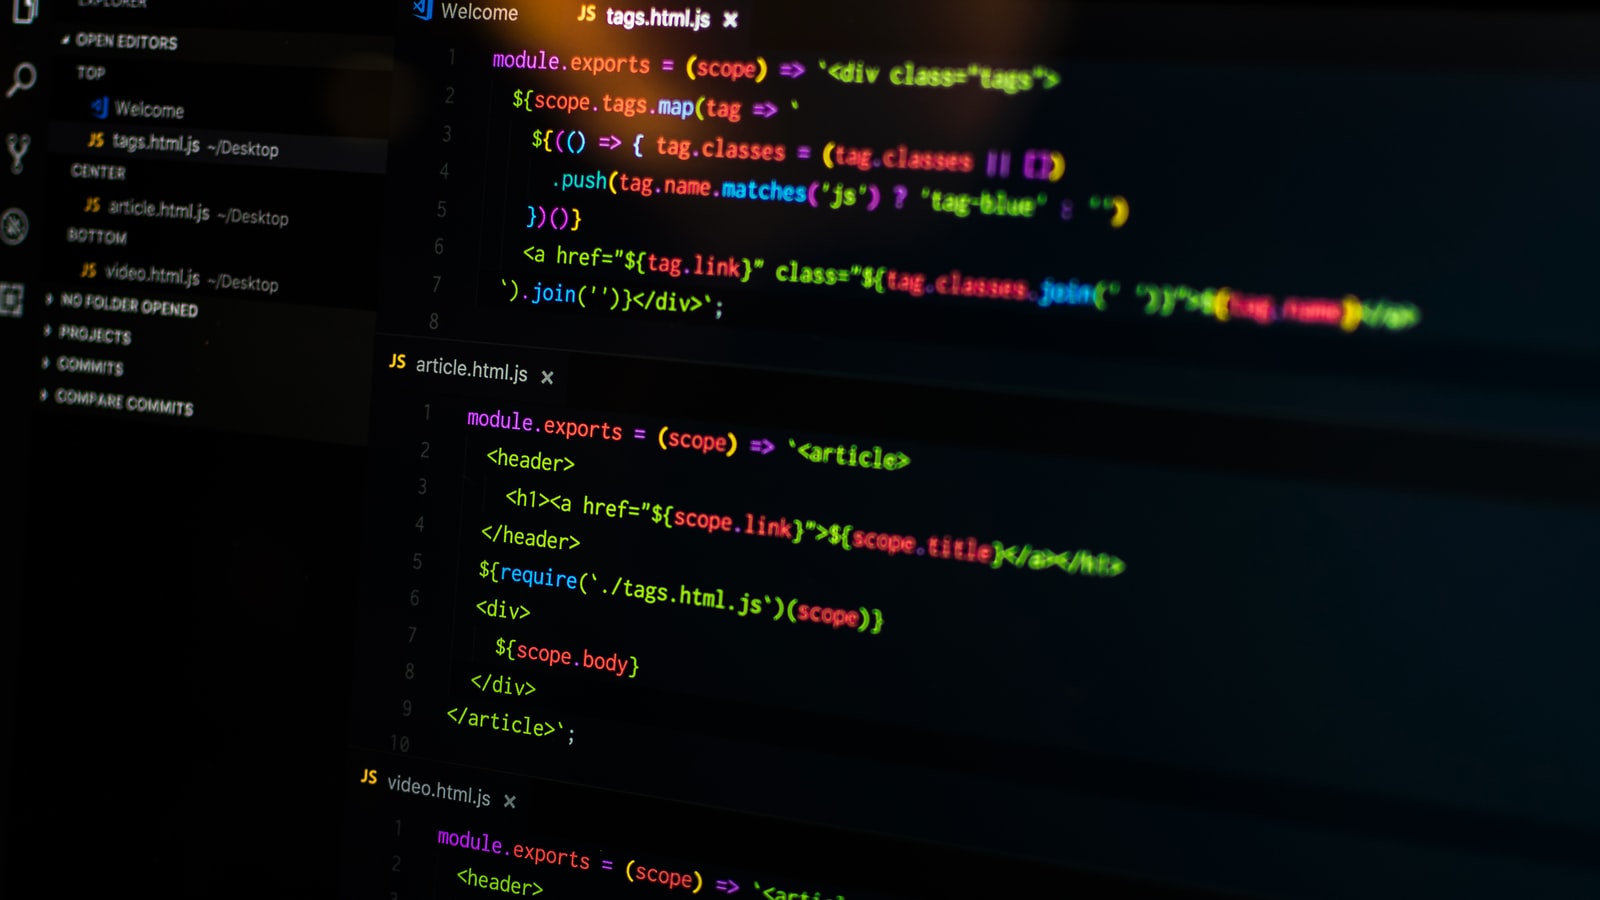 EXPLORER
OPEN EDITORS
TOP
Welcome
JS tags.html.js ~/Desktop
CENTER
JS article.html.js ~/Desktop
BOTTOM
JS video.html.js ~/Desktop
NO FOLDER OPENED
PROJECTS
COMMITS
COMPARE COMMITS
Welcome JS tags.html.js ×
1 module.exports = (scope) => `<div class="tags">
2 ${scope.tags.map(tag => `
3 ${(() => { tag.classes = (tag.classes || [])
4 .push(tag.name.matches('js') ? 'tag-blue' : '')
5 })()}
6 <a href="${tag.link}" class="${tag.classes.join(' ')}">${tag.name}</a>
7 `).join('')}</div>`;
8
JS article.html.js ×
1 module.exports = (scope) => `<article>
2 <header>
3 <h1><a href="${scope.link}">${scope.title}</a></h1>
4 </header>
5 ${require(`./tags.html.js`)(scope)}
6 <div>
7 ${scope.body}
8 </div>
9 </article>`;
10
JS video.html.js ×
1 module.exports = (scope) => `<article
2 <header>